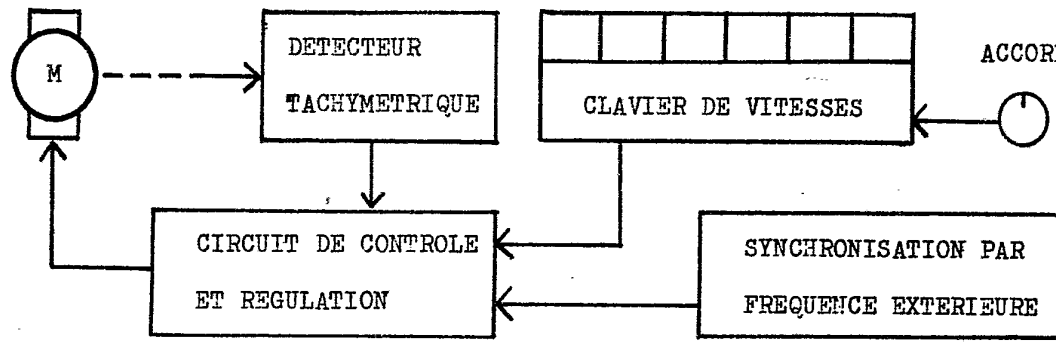 M
DETECTEUR
TACHYMETRIQUE
CLAVIER DE VITESSES
CIRCUIT DE CONTROLE
ET REGULATION
SYNCHRONISATION PAR
FREQUENCE EXTERIEURE